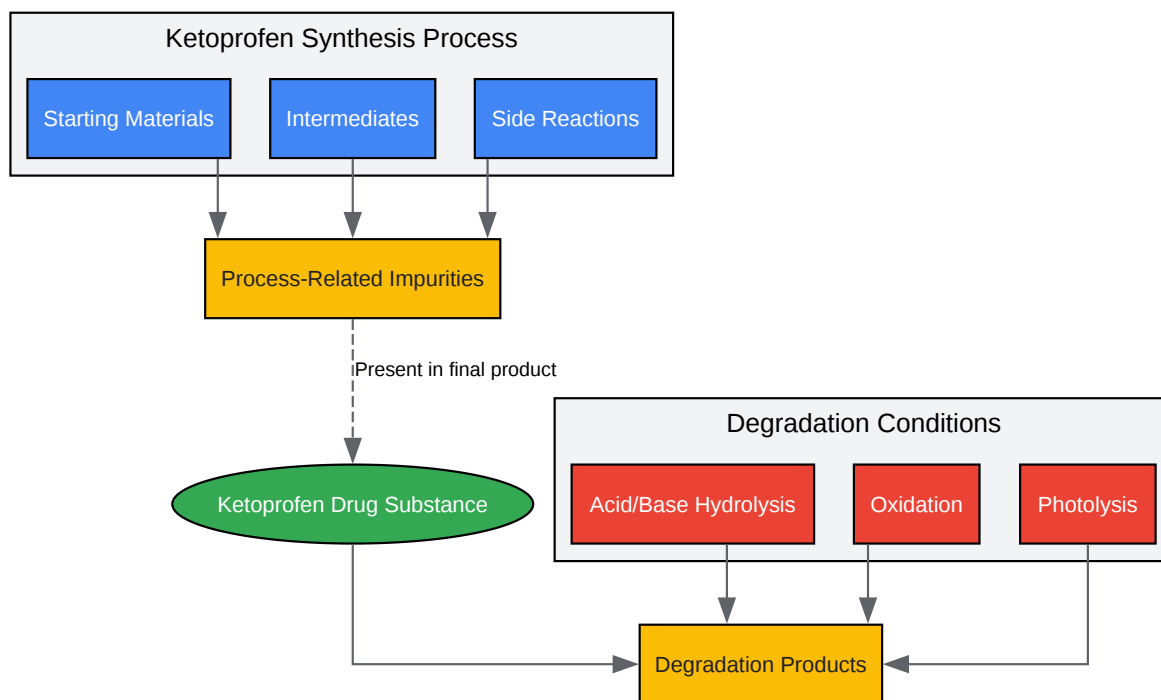 Ketoprofen Synthesis Process
Starting Materials
Intermediates
Side Reactions
Process-Related Impurities
Present in final product
Degradation Conditions
Ketoprofen Drug Substance
Acid/Base Hydrolysis
Oxidation
Photolysis
Degradation Products